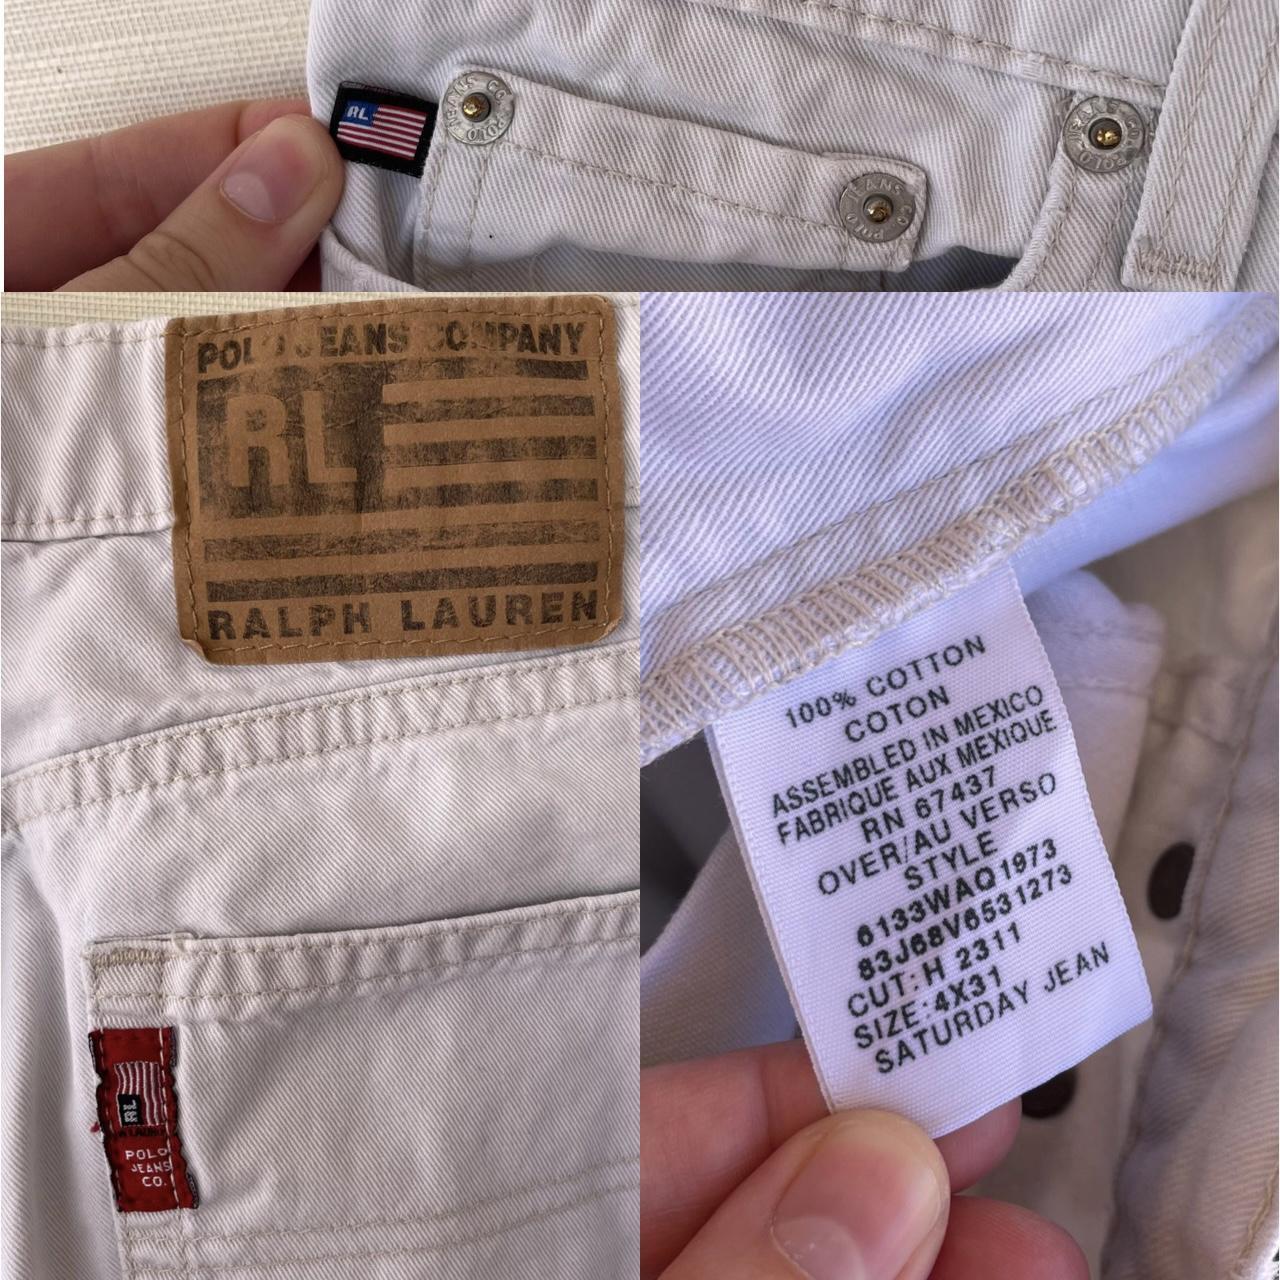 RL
JEANS CO.
POLO
JEANS CO.
POLO
JEANS CO
POLO
POLO JEANS COMPANY
RL
RALPH LAUREN
POLO
JEANS
CO.
100% COTTON
COTON
ASSEMBLED IN MEXICO
FABRIQUE AUX MEXIQUE
RN 67437
OVER/AU VERSO
STYLE
6133WAQ1973
83J68V6531273
CUT:H 2311
SIZE:4X31
SATURDAY JEAN